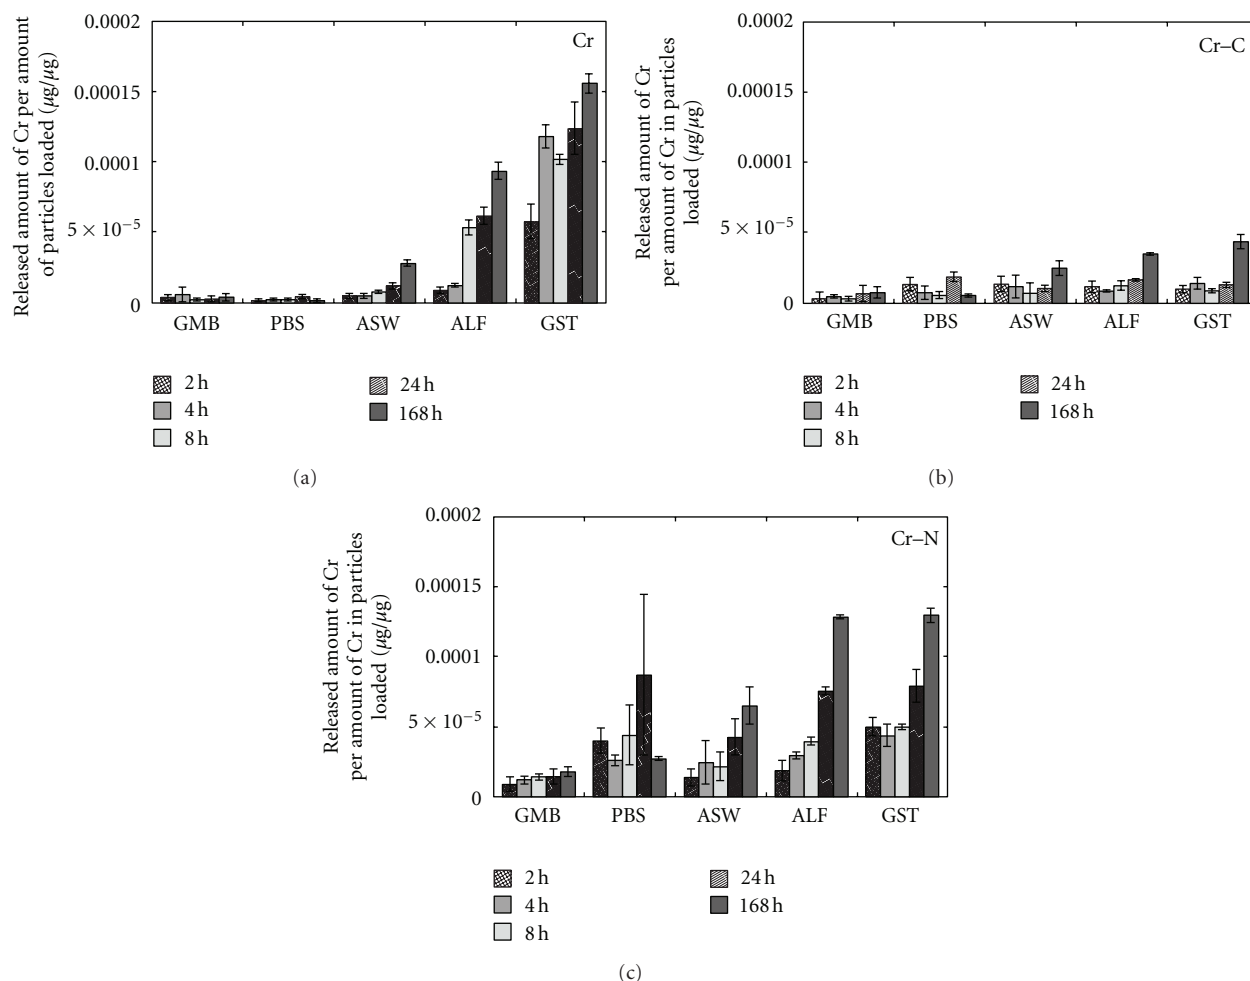 Released amount of Cr per amount
of particles loaded (μg/μg)
0.0002
0.00015
0.0001
5 × 10⁻⁵
0
Cr
GMB PBS ASW ALF GST
2 h
4 h
8 h
24 h
168 h
(a)
Released amount of Cr
per amount of Cr in particles
loaded (μg/μg)
0.0002
0.00015
0.0001
5 × 10⁻⁵
0
Cr–C
GMB PBS ASW ALF GST
2 h
4 h
8 h
24 h
168 h
(b)
Released amount of Cr
per amount of Cr in particles
loaded (μg/μg)
0.0002
0.00015
0.0001
5 × 10⁻⁵
0
Cr–N
GMB PBS ASW ALF GST
2 h
4 h
8 h
24 h
168 h
(c)